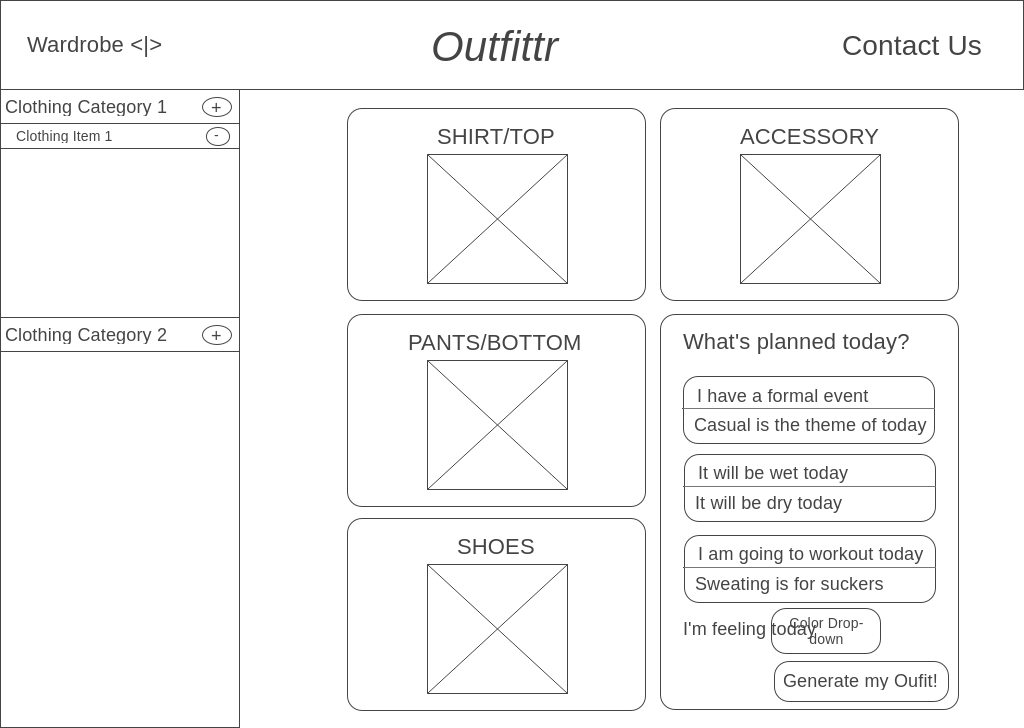 Wardrobe <|>
Outfittr
Contact Us
Clothing Category 1
+
Clothing Item 1
-
Clothing Category 2
+
SHIRT/TOP
ACCESSORY
PANTS/BOTTOM
SHOES
What's planned today?
I have a formal event
Casual is the theme of today
It will be wet today
It will be dry today
I am going to workout today
Sweating is for suckers
I'm feeling today
Color Drop-
down
Generate my Oufit!